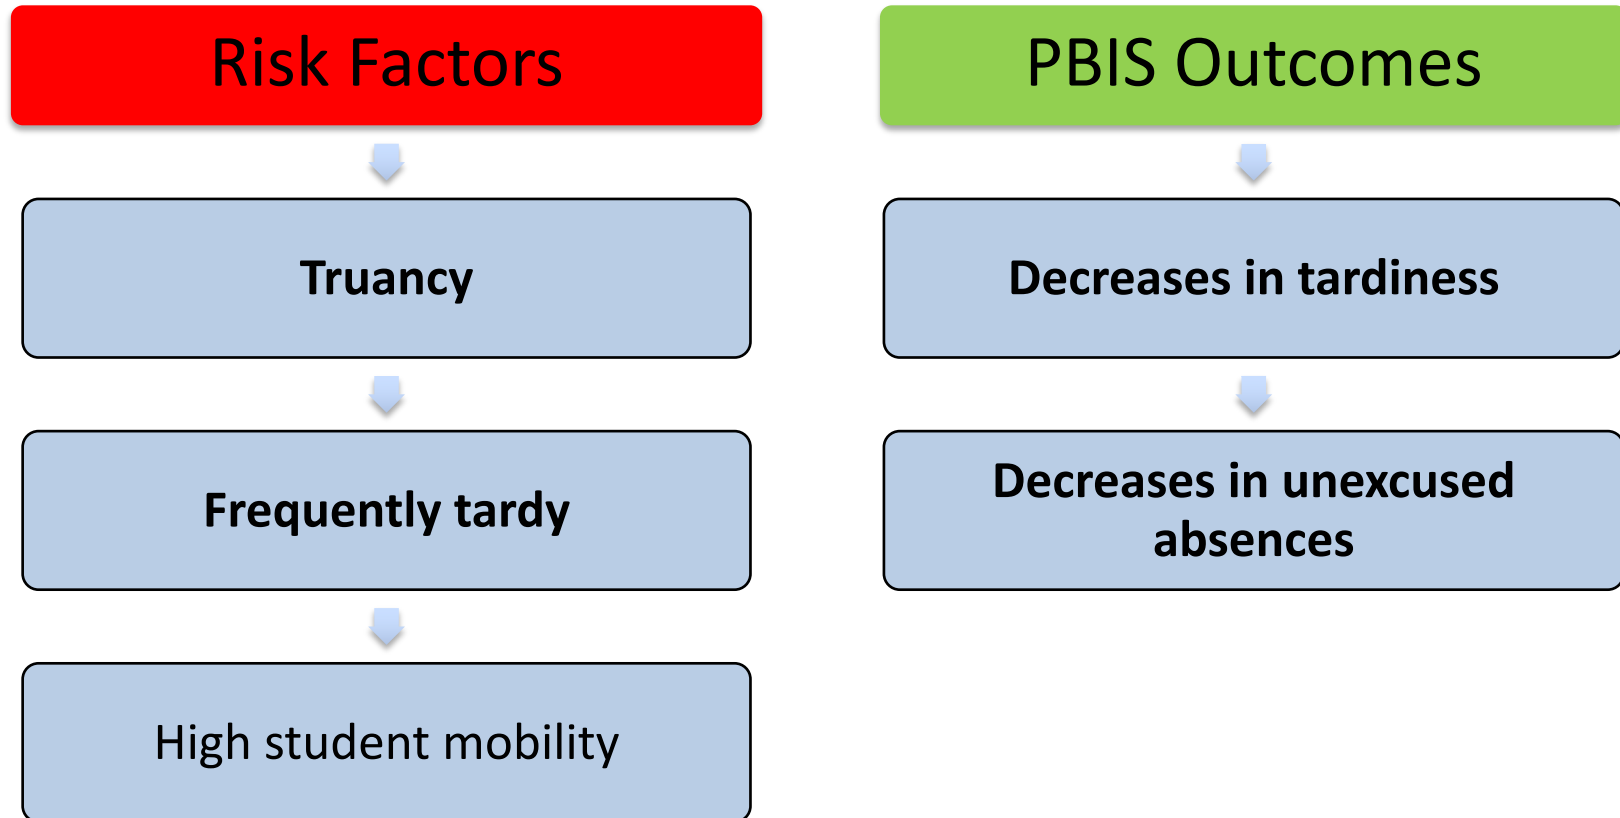 Risk Factors
Truancy
Frequently tardy
High student mobility
PBIS Outcomes
Decreases in tardiness
Decreases in unexcused
absences